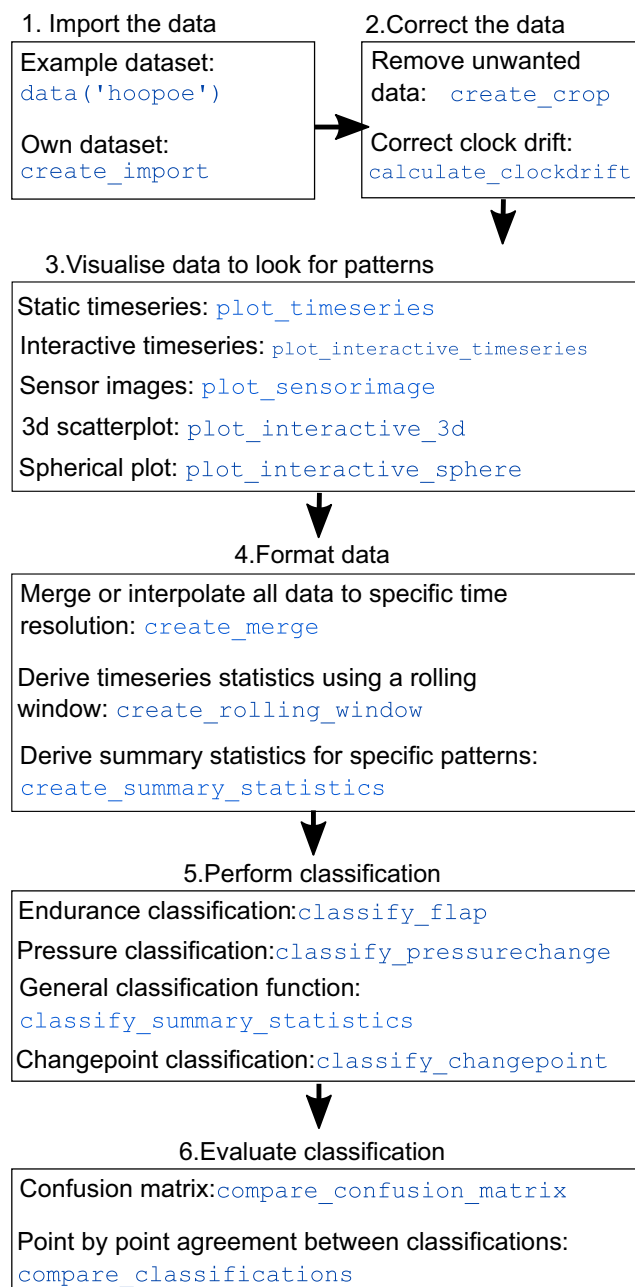 1. Import the data
Example dataset:
data('hoopoe')
Own dataset:
create_import
2.Correct the data
Remove unwanted
data: create_crop
Correct clock drift:
calculate_clockdrift
3.Visualise data to look for patterns
Static timeseries: plot_timeseries
Interactive timeseries: plot_interactive_timeseries
Sensor images: plot_sensorimage
3d scatterplot: plot_interactive_3d
Spherical plot: plot_interactive_sphere
4.Format data
Merge or interpolate all data to specific time
resolution: create_merge
Derive timeseries statistics using a rolling
window: create_rolling_window
Derive summary statistics for specific patterns:
create_summary_statistics
5.Perform classification
Endurance classification:classify_flap
Pressure classification:classify_pressurechange
General classification function:
classify_summary_statistics
Changepoint classification:classify_changepoint
6.Evaluate classification
Confusion matrix:compare_confusion_matrix
Point by point agreement between classifications:
compare_classifications